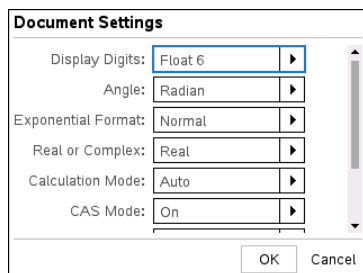 Document Settings
Display Digits: Float 6
Angle: Radian
Exponential Format: Normal
Real or Complex: Real
Calculation Mode: Auto
CAS Mode: On
OK Cancel